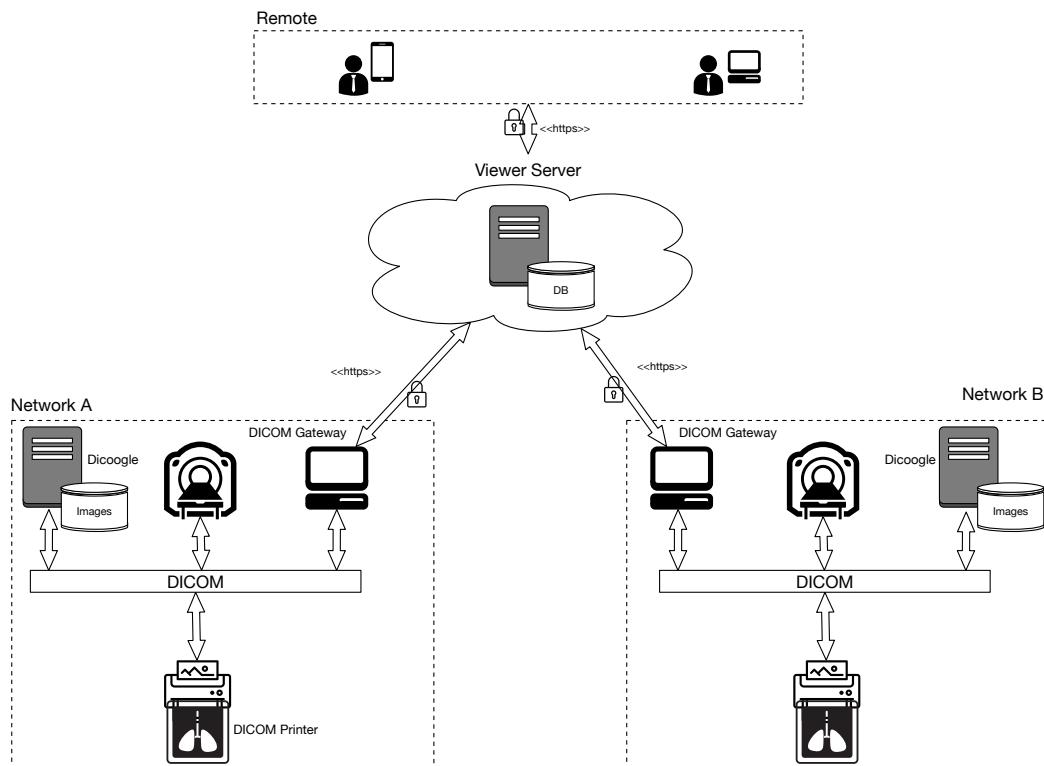 Remote
<<https>>
Viewer Server
DB
<<https>>
<<https>>
Network A
Network B
DICOM Gateway
DICOM Gateway
Dicoogle
Dicoogle
Images
Images
DICOM
DICOM
DICOM Printer